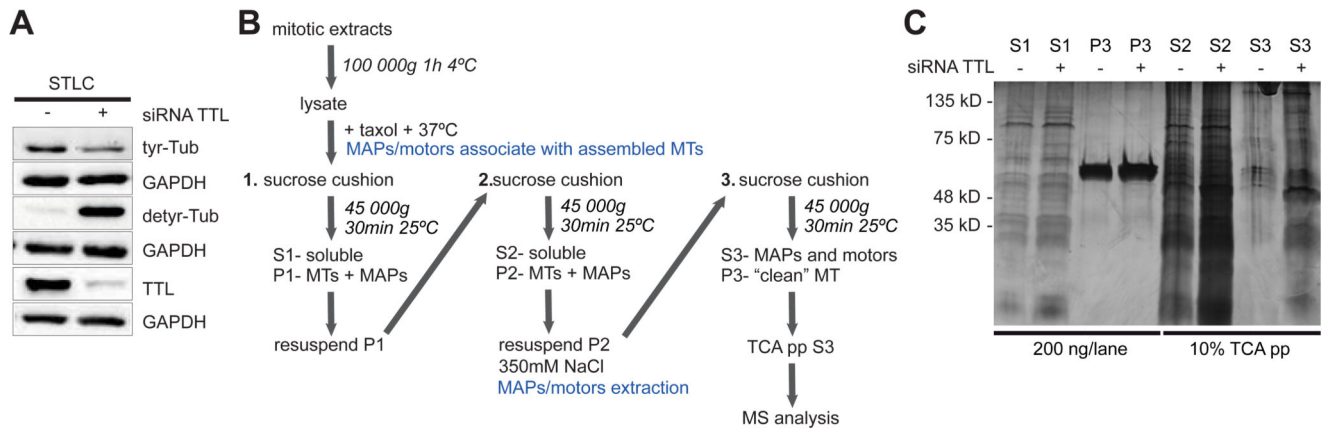 A
STLC
- + siRNA TTL
tyr-Tub
GAPDH
detyr-Tub
GAPDH
TTL
GAPDH
B
mitotic extracts
100 000g 1h 4ºC
lysate
+ taxol + 37ºC
MAPs/motors associate with assembled MTs
1. sucrose cushion
45 000g
30min 25ºC
S1- soluble
P1- MTs + MAPs
resuspend P1
2.sucrose cushion
45 000g
30min 25ºC
S2- soluble
P2- MTs + MAPs
resuspend P2
350mM NaCl
MAPs/motors extraction
3. sucrose cushion
45 000g
30min 25ºC
S3- MAPs and motors
P3- “clean” MT
TCA pp S3
MS analysis
C
S1 S1 P3 P3 S2 S2 S3 S3
siRNA TTL - + - + - + - +
135 kD -
75 kD -
48 kD -
35 kD -
200 ng/lane 10% TCA pp